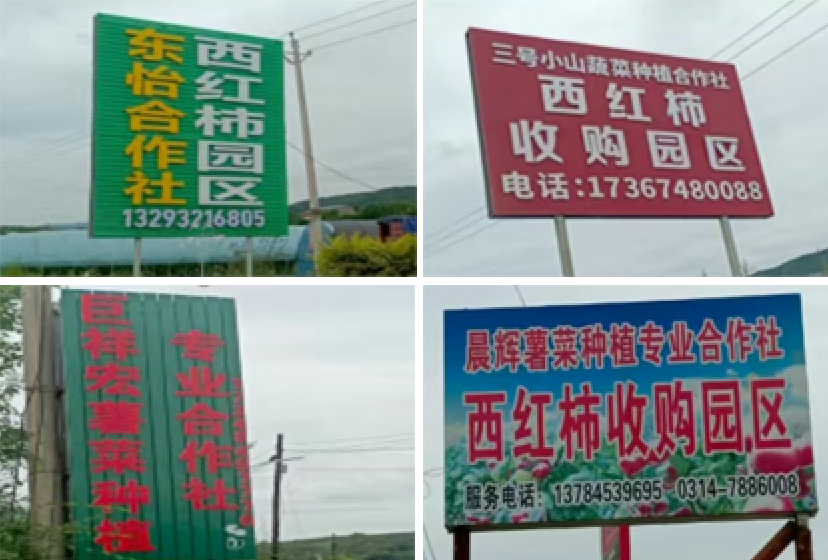 东怡合作社
西红柿园区
13293216805
三号小山蔬菜种植合作社
西红柿
收购园区
电话:17367480088
巨祥宏薯菜种植
专业合作社
晨辉薯菜种植专业合作社
西红柿收购园区
服务电话: 13784539695 0314-7886008